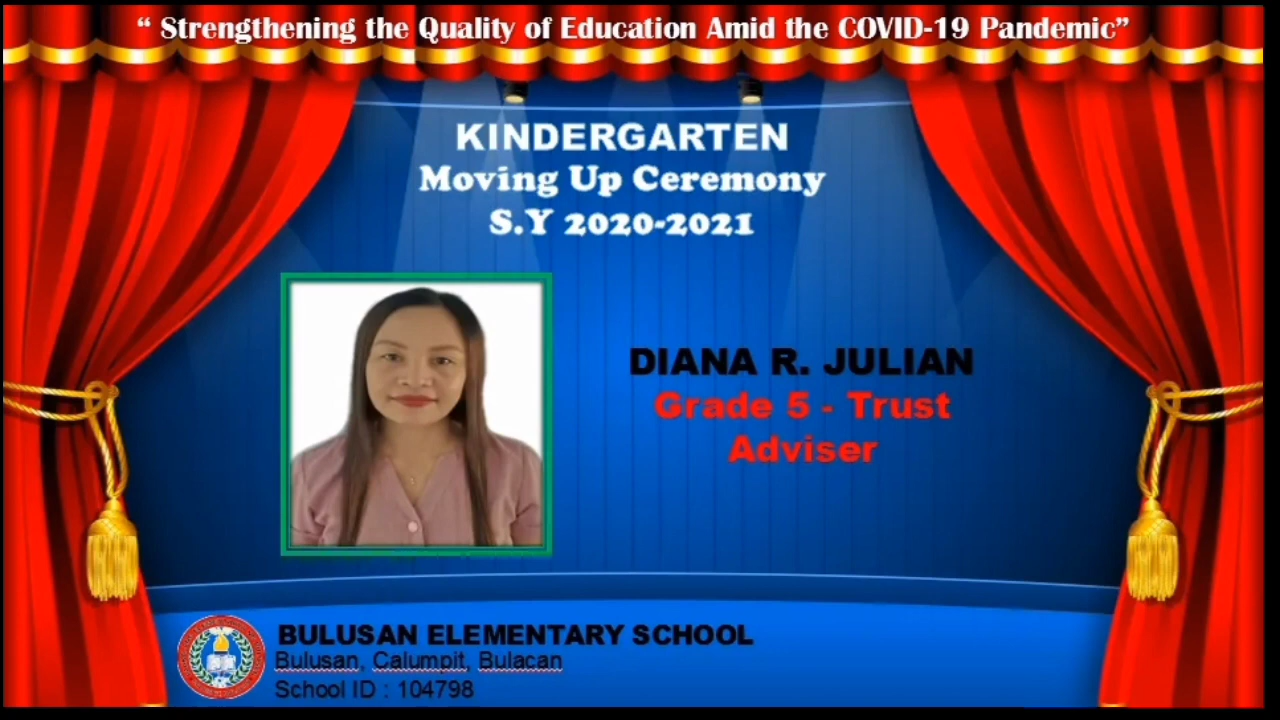 “ Strengthening the Quality of Education Amid the COVID-19 Pandemic”
KINDERGARTEN
Moving Up Ceremony
S.Y 2020-2021
DIANA R. JULIAN
Grade 5 - Trust
Adviser
BULUSAN ELEMENTARY SCHOOL
Bulusan, Calumpit, Bulacan
School ID : 104798